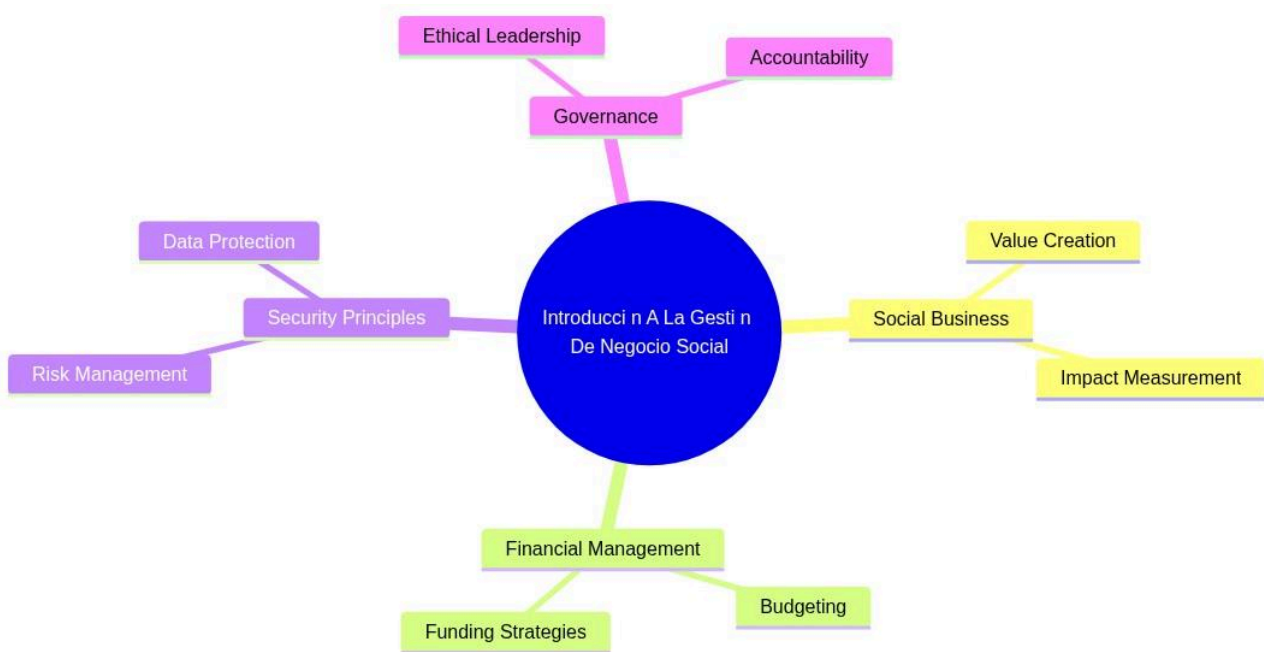 Ethical Leadership
Accountability
Governance
Data Protection
Value Creation
Security Principles
Introducci n A La Gesti n
De Negocio Social
Social Business
Risk Management
Impact Measurement
Financial Management
Budgeting
Funding Strategies